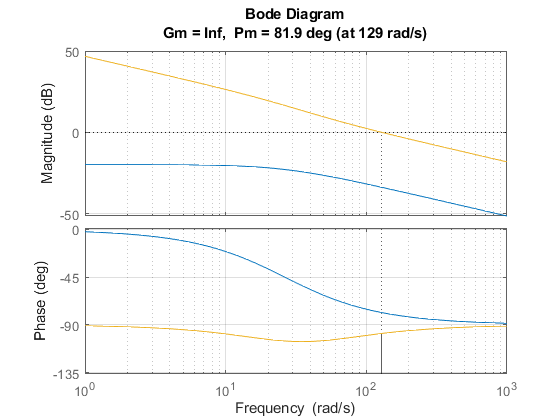 Bode Diagram
Gm = Inf,  Pm = 81.9 deg (at 129 rad/s)
Magnitude (dB)
50
0
-50
Phase (deg)
0
-45
-90
-135
10^0
10^1
10^2
10^3
Frequency  (rad/s)